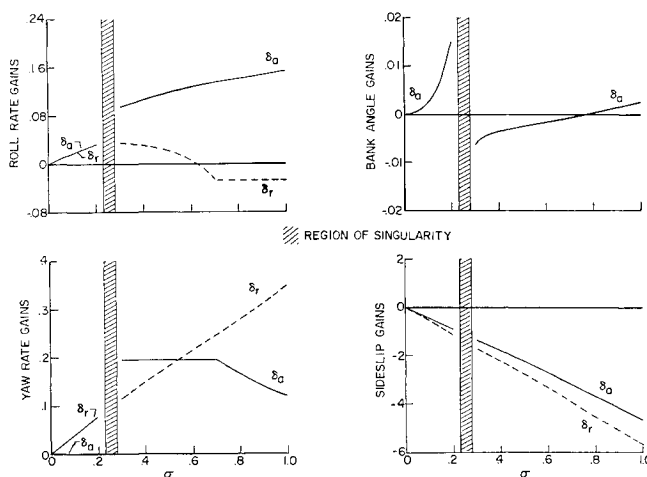 .24
.16
.08
0
-.08
ROLL RATE GAINS
δa
δr
δa
δr
.02
.01
0
-.01
-.02
BANK ANGLE GAINS
δa
δa
REGION OF SINGULARITY
.4
.3
.2
.1
0
YAW RATE GAINS
δr
δa
δr
δa
0 .2 .4 .6 .8 1.0
σ
2
0
-2
-4
-6
SIDESLIP GAINS
δa
δr
0 .2 .4 .6 .8 1.0
σ